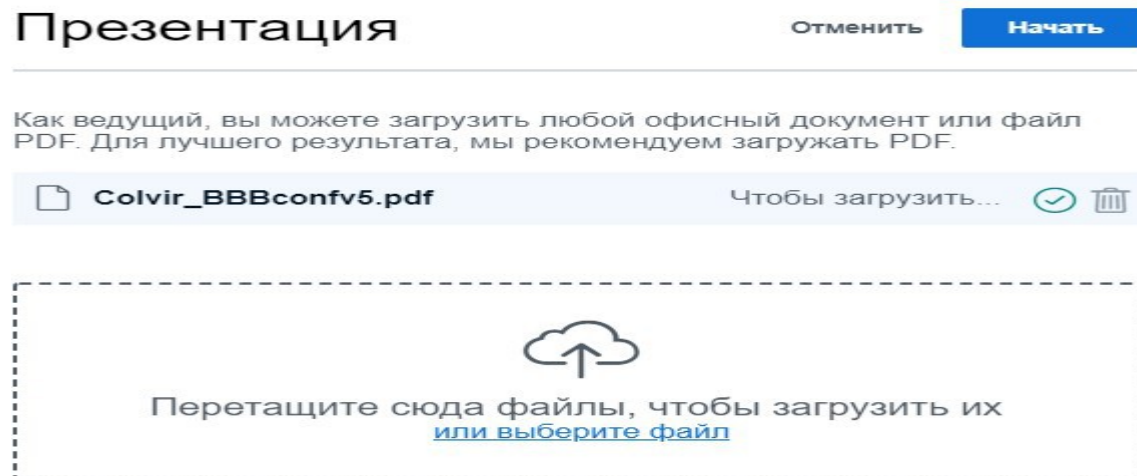 Презентация
Отменить
Начать
Как ведущий, вы можете загрузить любой офисный документ или файл
PDF. Для лучшего результата, мы рекомендуем загружать PDF.
Colvir_BBBconfv5.pdf
Чтобы загрузить...
Перетащите сюда файлы, чтобы загрузить их
или выберите файл